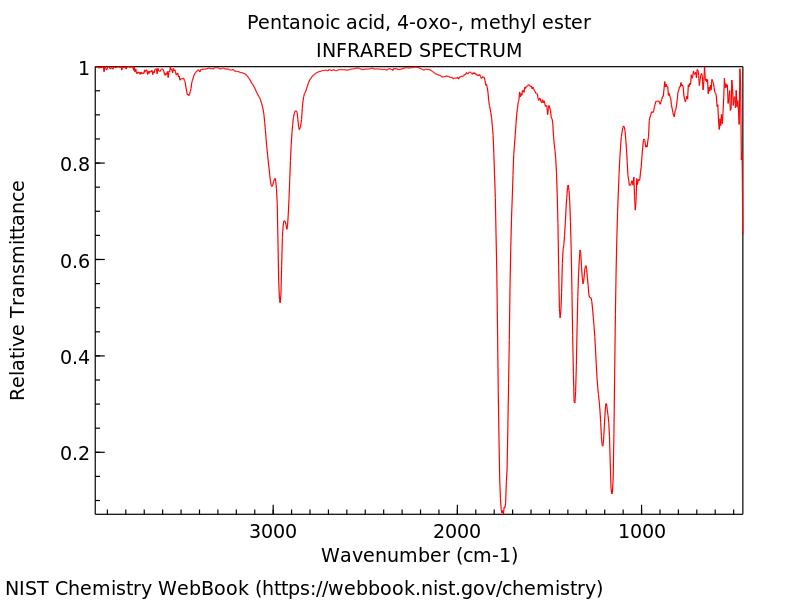 Pentanoic acid, 4-oxo-, methyl ester
INFRARED SPECTRUM
1
0.8
0.6
0.4
0.2
Relative Transmittance
3000 2000 1000
Wavenumber (cm-1)
NIST Chemistry WebBook (https://webbook.nist.gov/chemistry)